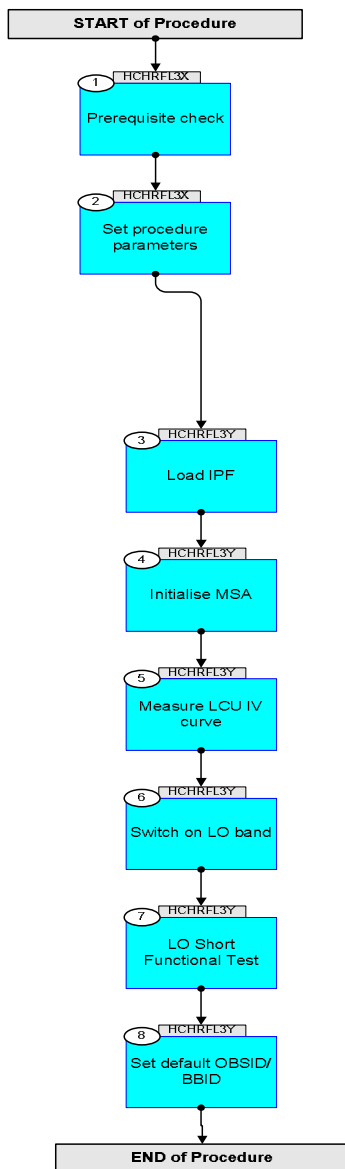 START of Procedure
HCHRFL3X
1
Prerequisite check
HCHRFL3X
2
Set procedure
parameters
HCHRFL3Y
3
Load IPF
HCHRFL3Y
4
Initialise MSA
HCHRFL3Y
5
Measure LCU IV
curve
HCHRFL3Y
6
Switch on LO band
HCHRFL3Y
7
LO Short
Functional Test
HCHRFL3Y
8
Set default OBSID/
BBID
END of Procedure